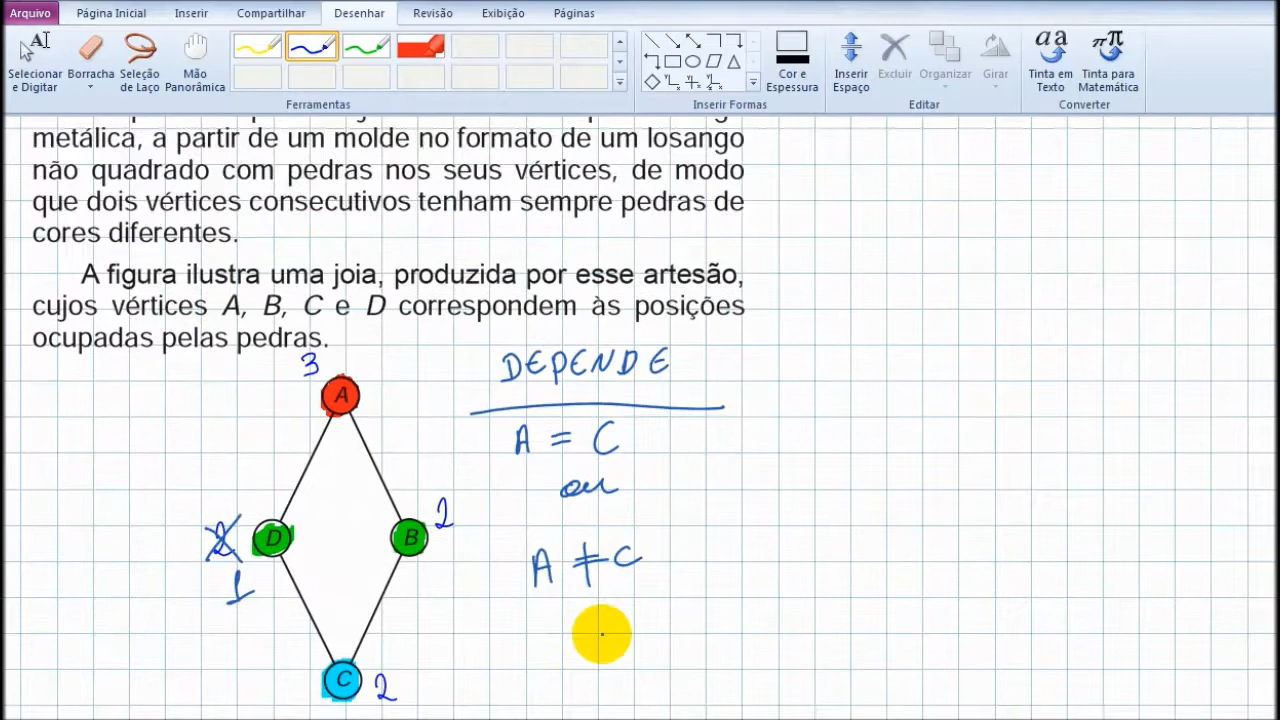 Arquivo Página Inicial Inserir Compartilhar Desenhar Revisão Exibição Páginas
Selecionar e Digitar
Borracha
Seleção de Laço
Mão Panorâmica
Ferramentas
Inserir Formas
Cor e Espessura
Inserir Espaço
Excluir
Organizar
Girar
Editar
Tinta em Texto
Tinta para Matemática
Converter
metálica, a partir de um molde no formato de um losango
não quadrado com pedras nos seus vértices, de modo
que dois vértices consecutivos tenham sempre pedras de
cores diferentes.
A figura ilustra uma joia, produzida por esse artesão,
cujos vértices A, B, C e D correspondem às posições
ocupadas pelas pedras.
3
A
DEPENDE
A = C
ou
A ≠ C
2
D
B
2
1
C
2